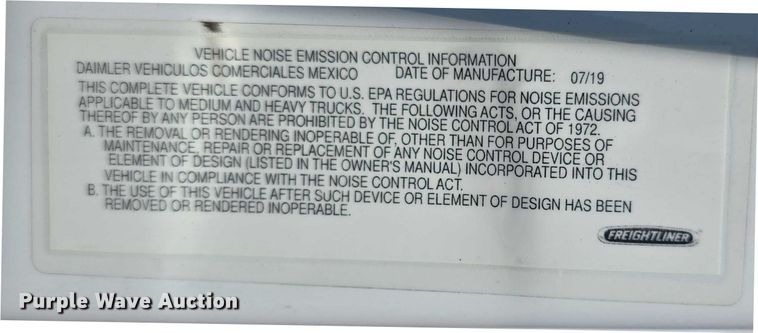 VEHICLE NOISE EMISSION CONTROL INFORMATION
DAIMLER VEHICULOS COMERCIALES MEXICO DATE OF MANUFACTURE: 07/19
THIS COMPLETE VEHICLE CONFORMS TO U.S. EPA REGULATIONS FOR NOISE EMISSIONS
APPLICABLE TO MEDIUM AND HEAVY TRUCKS. THE FOLLOWING ACTS, OR THE CAUSING
THEREOF BY ANY PERSON ARE PROHIBITED BY THE NOISE CONTROL ACT OF 1972.
A. THE REMOVAL OR RENDERING INOPERABLE OF, OTHER THAN FOR PURPOSES OF
MAINTENANCE, REPAIR OR REPLACEMENT OF ANY NOISE CONTROL DEVICE OR
ELEMENT OF DESIGN (LISTED IN THE OWNER'S MANUAL) INCORPORATED INTO THIS
VEHICLE IN COMPLIANCE WITH THE NOISE CONTROL ACT.
B. THE USE OF THIS VEHICLE AFTER SUCH DEVICE OR ELEMENT OF DESIGN HAS BEEN
REMOVED OR RENDERED INOPERABLE.
FREIGHTLINER
Purple Wave Auction